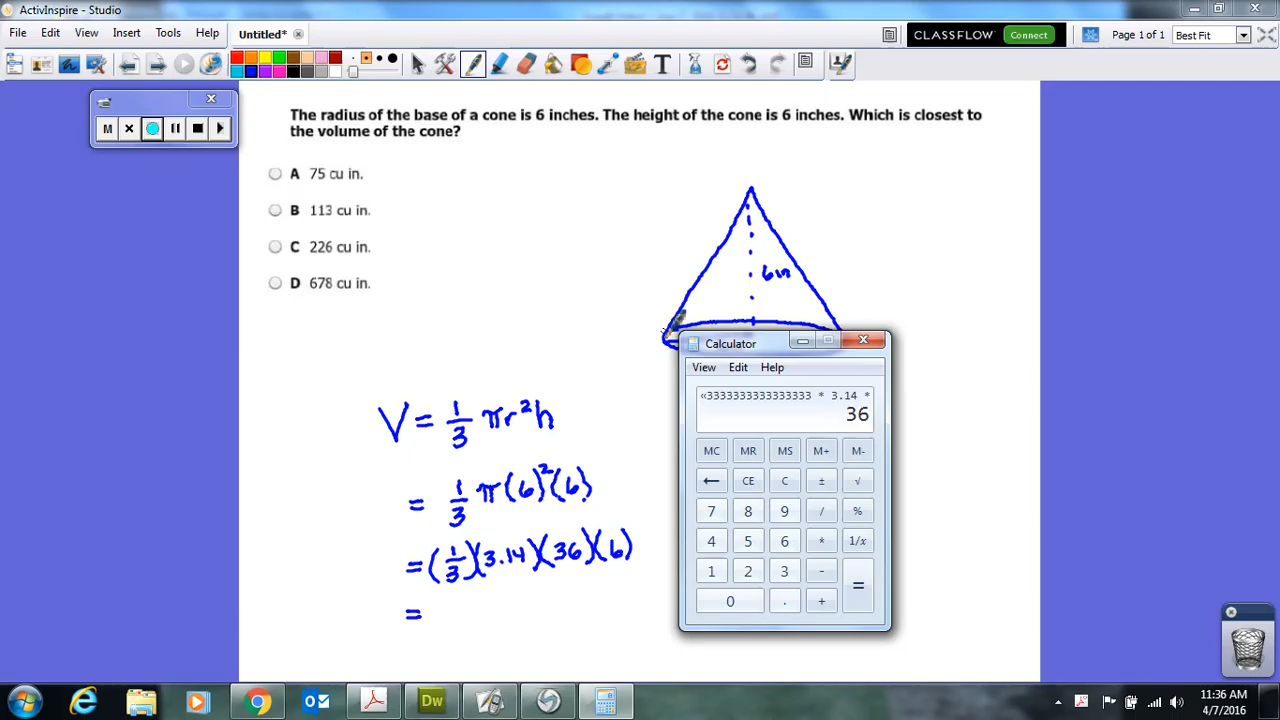 ActivInspire - Studio
File Edit View Insert Tools Help Untitled* CLASSFLOW Connect Page 1 of 1 Best Fit
M
The radius of the base of a cone is 6 inches. The height of the cone is 6 inches. Which is closest to
the volume of the cone?
A 75 cu in.
B 113 cu in.
C 226 cu in.
D 678 cu in.
6in
V = 1/3 πr²h
= 1/3 π(6)²(6)
= (1/3)(3.14)(36)(6)
=
Calculator
View Edit Help
«3333333333333333 * 3.14 *
36
MC MR MS M+ M-
← CE C ± √
7 8 9 / %
4 5 6 * 1/x
1 2 3 - =
0 . +
Dw
11:36 AM
4/7/2016